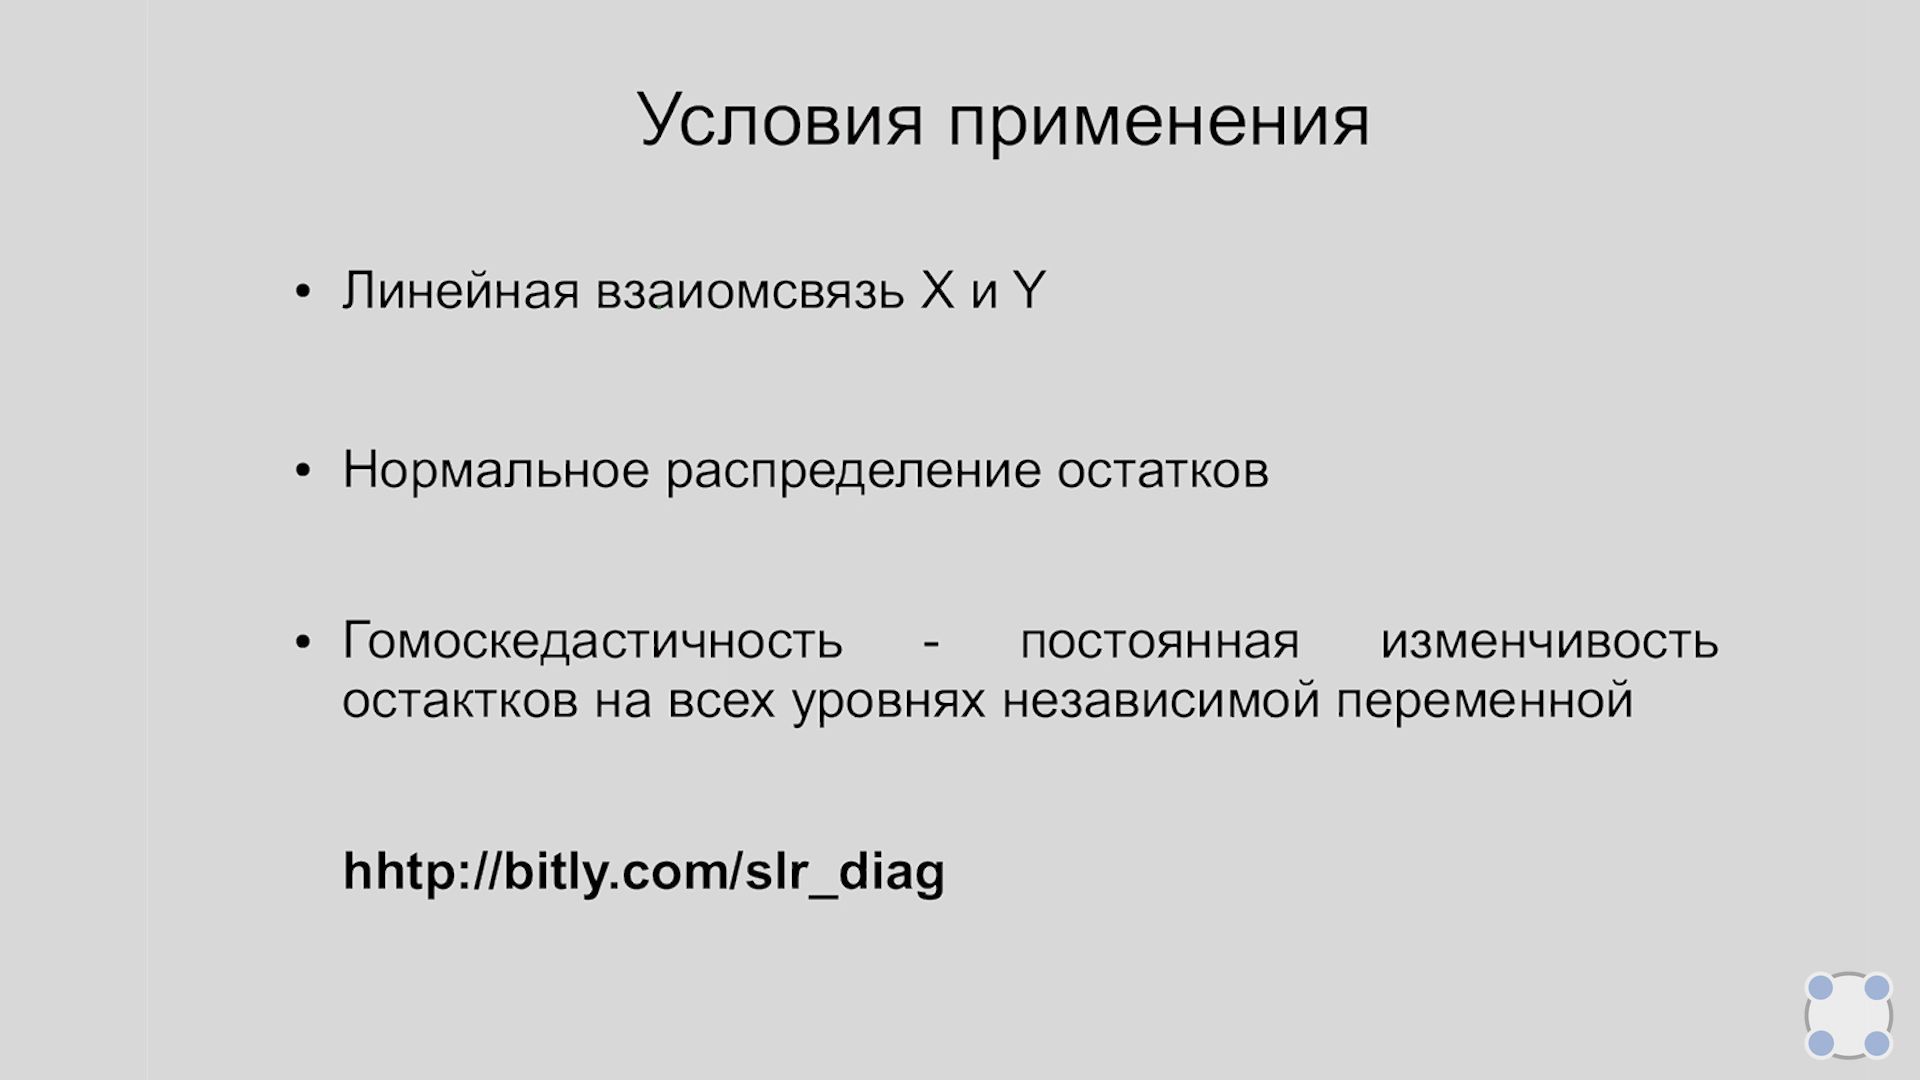 Условия применения
• Линейная взаиомсвязь X и Y
• Нормальное распределение остатков
• Гомоскедастичность - постоянная изменчивость
остактков на всех уровнях независимой переменной
hhtp://bitly.com/slr_diag